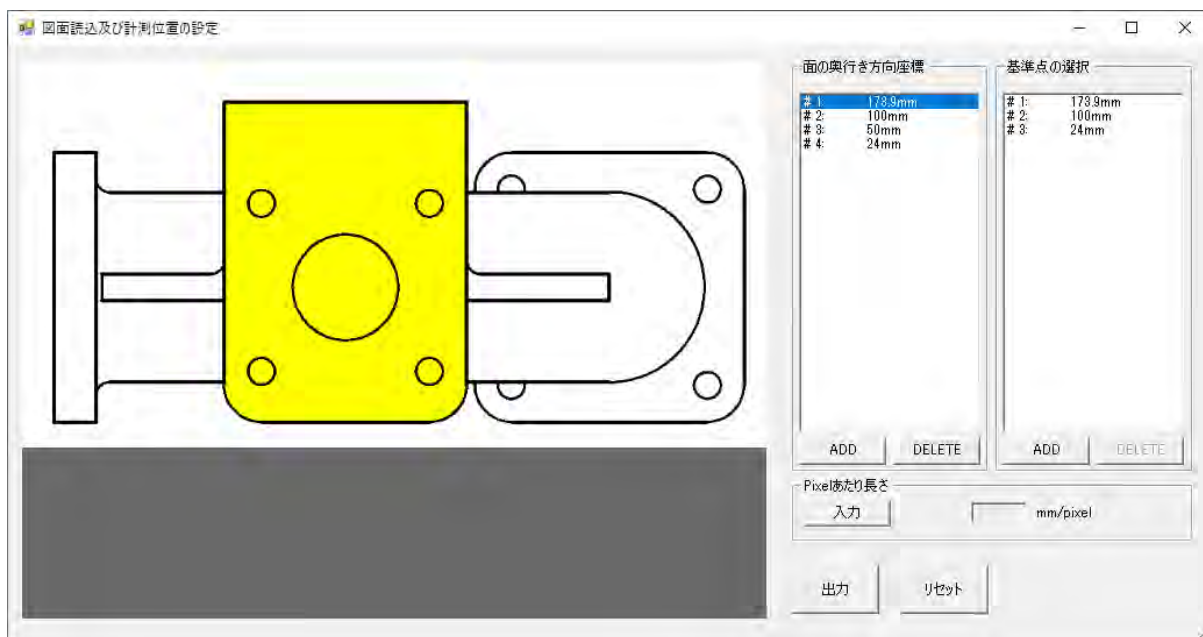 図面読込及び計測位置の設定
面の奥行き方向座標
# 1: 173.9mm
# 2: 100mm
# 3: 50mm
# 4: 24mm
ADD DELETE
基準点の選択
# 1: 173.9mm
# 2: 100mm
# 3: 24mm
ADD DELETE
Pixelあたり長さ
入力 mm/pixel
出力 リセット